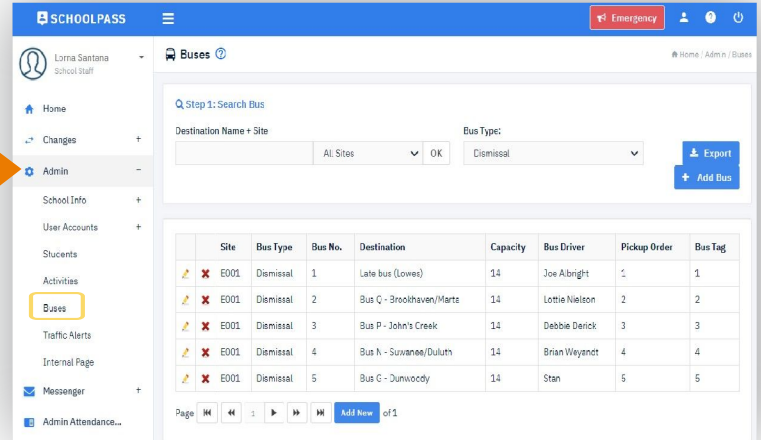 SCHOOLPASS
Emergency
Lorna Santana
School Staff
Home
Changes +
Admin -
School Info +
User Accounts +
Students
Activities
Buses
Traffic Alerts
Internal Page
Messenger +
Admin Attendance...
Buses
Home / Admin / Buses
Step 1: Search Bus
Destination Name + Site
Bus Type:
All Sites OK
Dismissal
Export
+ Add Bus
Site Bus Type Bus No. Destination Capacity Bus Driver Pickup Order Bus Tag
E001 Dismissal 1 Late bus (Lowes) 14 Joe Albright 1 1
E001 Dismissal 2 Bus Q - Brookhaven/Marta 14 Lottie Nielson 2 2
E001 Dismissal 3 Bus P - John's Creek 14 Debbie Derick 3 3
E001 Dismissal 4 Bus N - Suwanee/Duluth 14 Brian Weyandt 4 4
E001 Dismissal 5 Bus G - Dunwoody 14 Stan 5 5
Page 1 Add New of 1